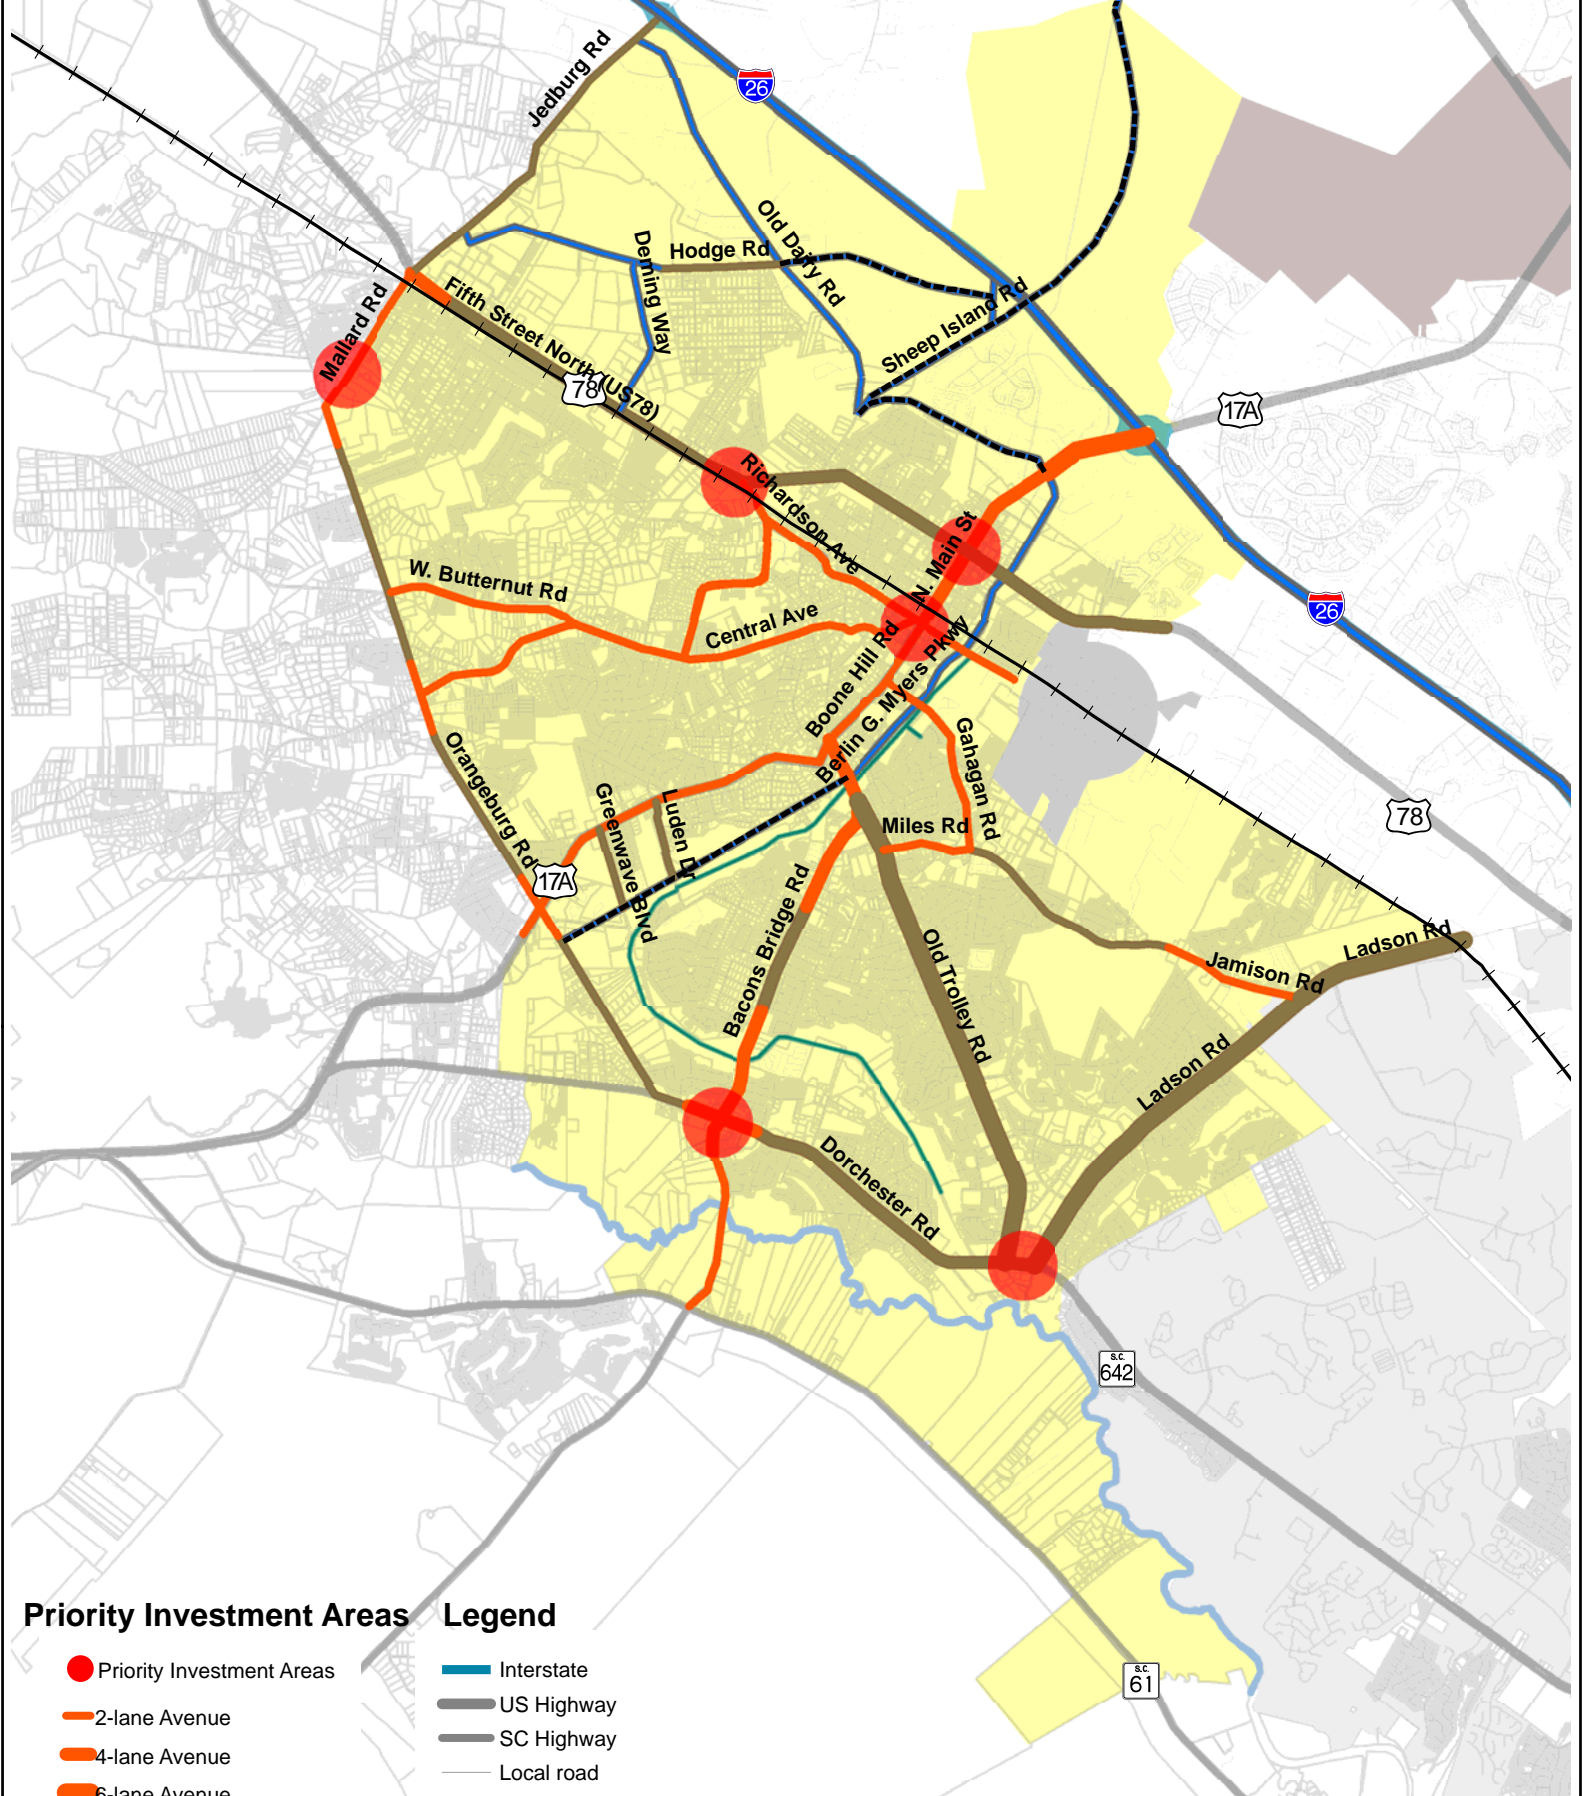 Jedburg Rd
26
Old Dairy Rd
Hodge Rd
Deming Way
Sheep Island Rd
Mallard Rd
Fifth Street North (US78)
78
17A
Richardson Ave
N. Main St
W. Butternut Rd
Central Ave
26
Boone Hill Rd
Berlin G. Myers Pkwy
Gahagan Rd
Orangeburg Rd
Greenwave Blvd
Luden Dr
Miles Rd
78
17A
Bacons Bridge Rd
Old Trolley Rd
Ladson Rd
Jamison Rd
Ladson Rd
Dorchester Rd
S.C.
642
S.C.
61
Priority Investment Areas
Priority Investment Areas
2-lane Avenue
4-lane Avenue
6-lane Avenue
Legend
Interstate
US Highway
SC Highway
Local road